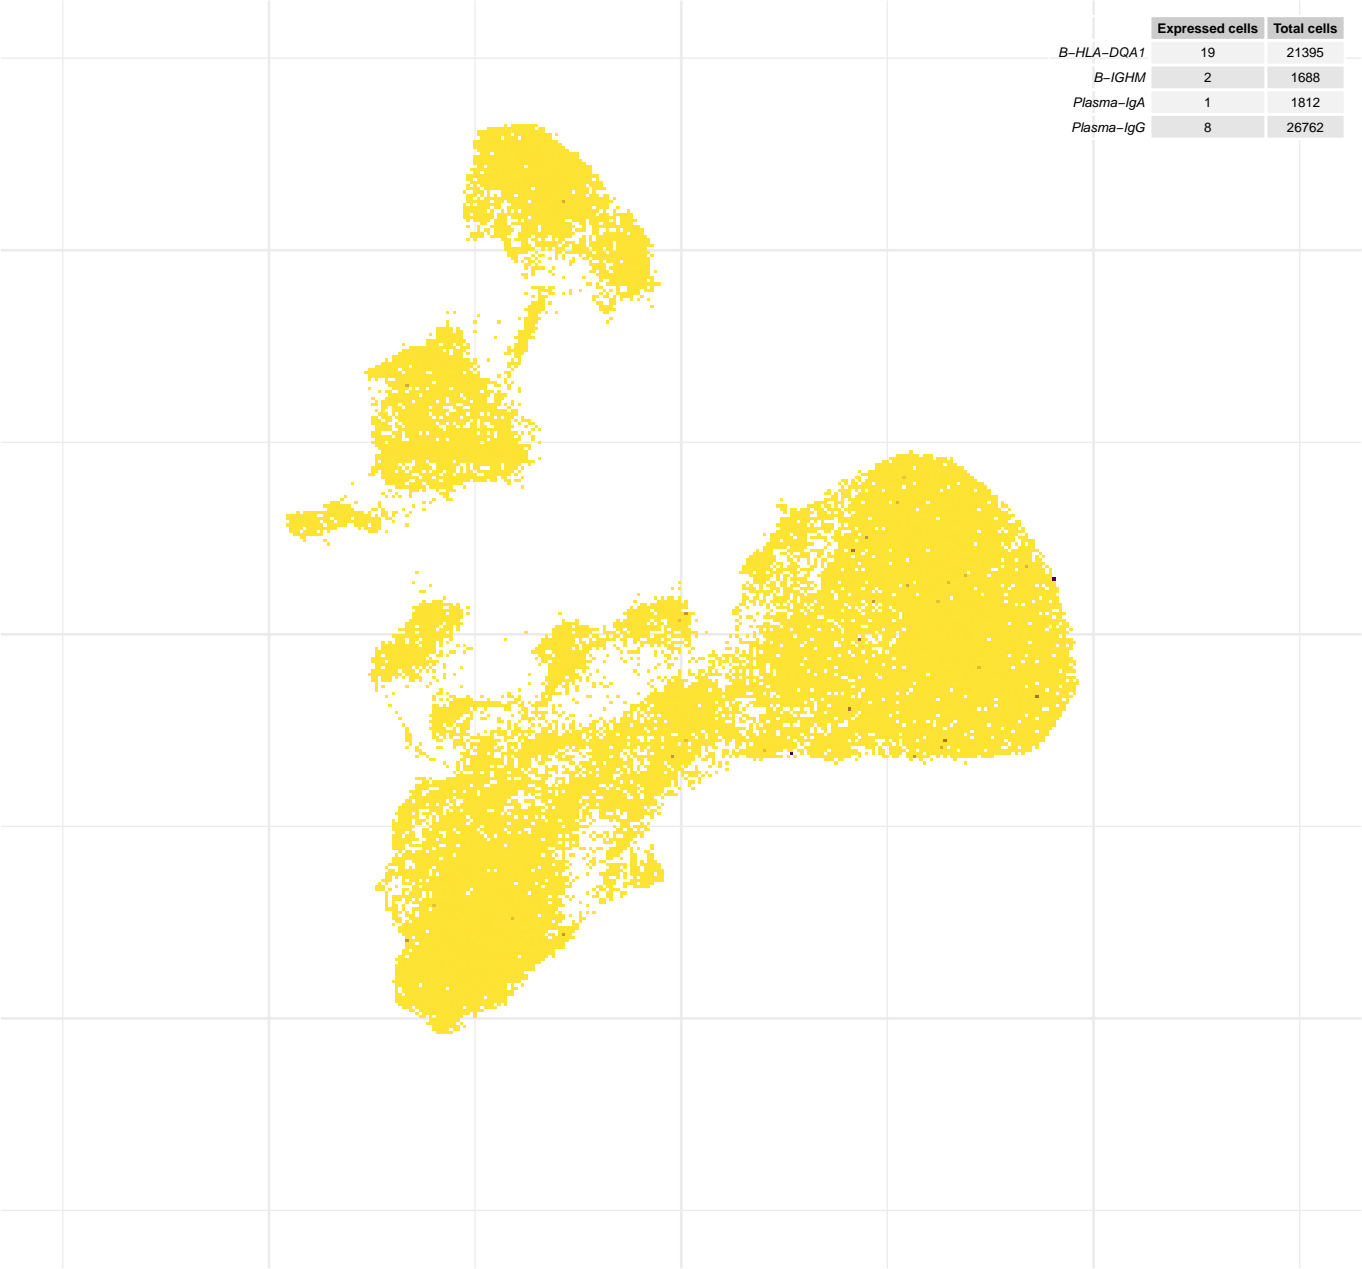 Expressed cells Total cells
B−HLA−DQA1 19 21395
B−IGHM 2 1688
Plasma−IgA 1 1812
Plasma−IgG 8 26762